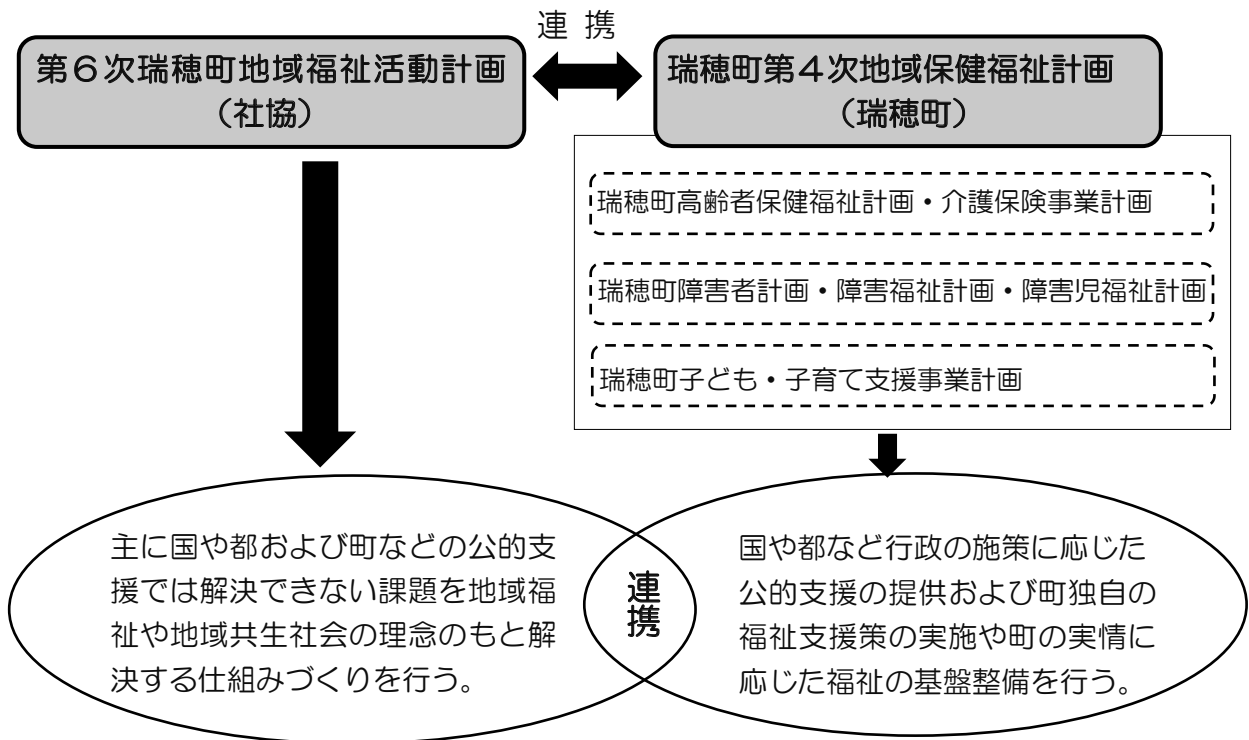 連 携
第６次瑞穂町地域福祉活動計画
（社協）
瑞穂町第４次地域保健福祉計画
（瑞穂町）
瑞穂町高齢者保健福祉計画・介護保険事業計画
瑞穂町障害者計画・障害福祉計画・障害児福祉計画
瑞穂町子ども・子育て支援事業計画
主に国や都および町などの公的支
援では解決できない課題を地域福
祉や地域共生社会の理念のもと解
決する仕組みづくりを行う。
連携
国や都など行政の施策に応じた
公的支援の提供および町独自の
福祉支援策の実施や町の実情に
応じた福祉の基盤整備を行う。